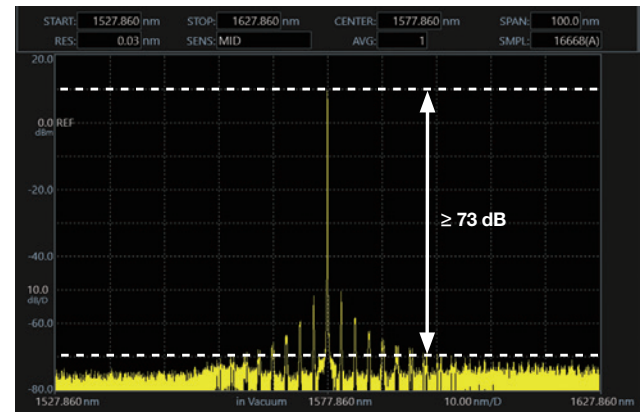 START: 1527.860 nm STOP: 1627.860 nm CENTER: 1577.860 nm SPAN: 100.0 nm
RES: 0.03 nm SENS: MID AVG: 1 SMPL: 16668(A)
20.0
0.0 REF
dBm
-20.0
≥ 73 dB
-40.0
10.0
dB/D
-60.0
-80.0
1527.860 nm in Vacuum 1577.860 nm 10.00 nm/D 1627.860 nm